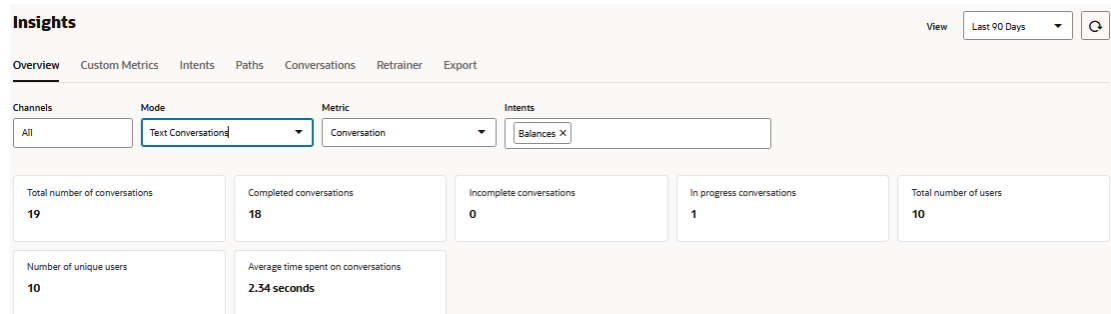 Insights
View Last 90 Days
Overview Custom Metrics Intents Paths Conversations Retrainer Export
Channels Mode Metric Intents
All Text Conversations Conversation Balances ×
Total number of conversations Completed conversations Incomplete conversations In progress conversations Total number of users
19 18 0 1 10
Number of unique users Average time spent on conversations
10 2.34 seconds